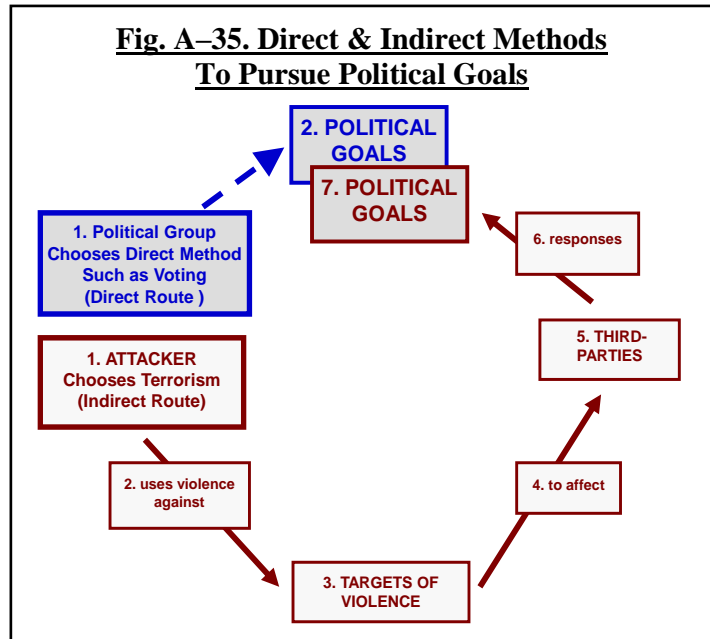 Fig. A–35. Direct & Indirect Methods
To Pursue Political Goals
2. POLITICAL
GOALS
7. POLITICAL
GOALS
1. Political Group
Chooses Direct Method
Such as Voting
(Direct Route )
6. responses
1. ATTACKER
Chooses Terrorism
(Indirect Route)
5. THIRD-
PARTIES
2. uses violence
against
4. to affect
3. TARGETS OF
VIOLENCE